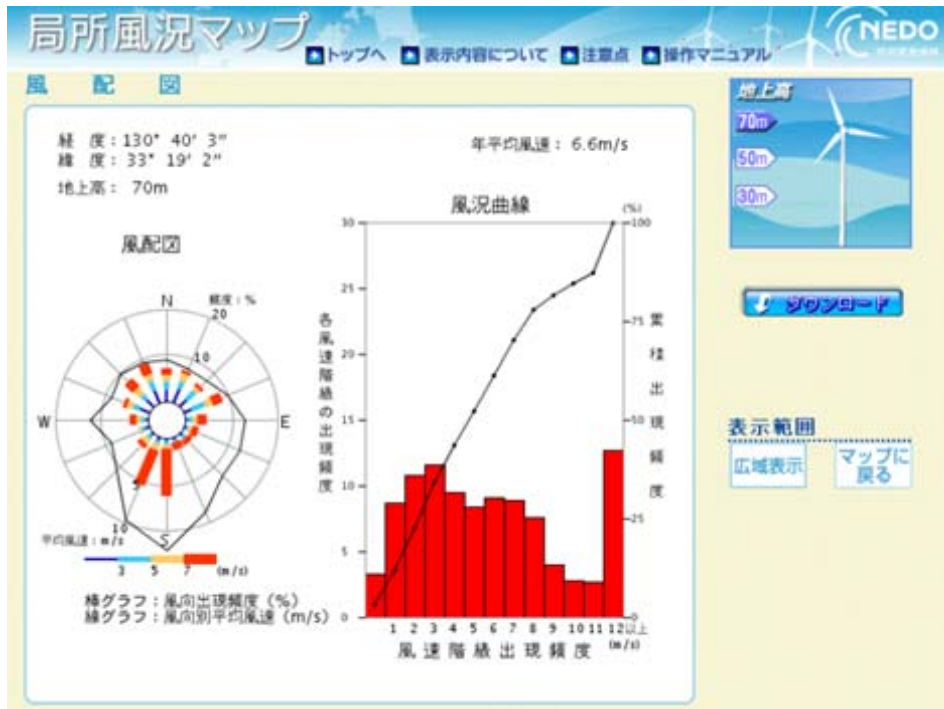 局所風況マップ
NEDO
トップへ 表示内容について 注意点 操作マニュアル
風 配 図
経 度：130° 40′ 3″
緯 度：33° 19′ 2″
地上高： 70m
年平均風速： 6.6m/s
風配図
N
頻度：%
20
10
W
E
5
10
S
平均風速：m/s
3 5 7 (m/s)
棒グラフ：風向出現頻度（%）
線グラフ：風向別平均風速（m/s）
風況曲線
(%)
30
25
20
15
10
5
0
各風速階級の出現頻度
100
75
50
25
0
累積出現頻度
1 2 3 4 5 6 7 8 9 10 11 12以上
(m/s)
風速階級出現頻度
地上高
70m
50m
30m
ダウンロード
表示範囲
広域表示
マップに
戻る